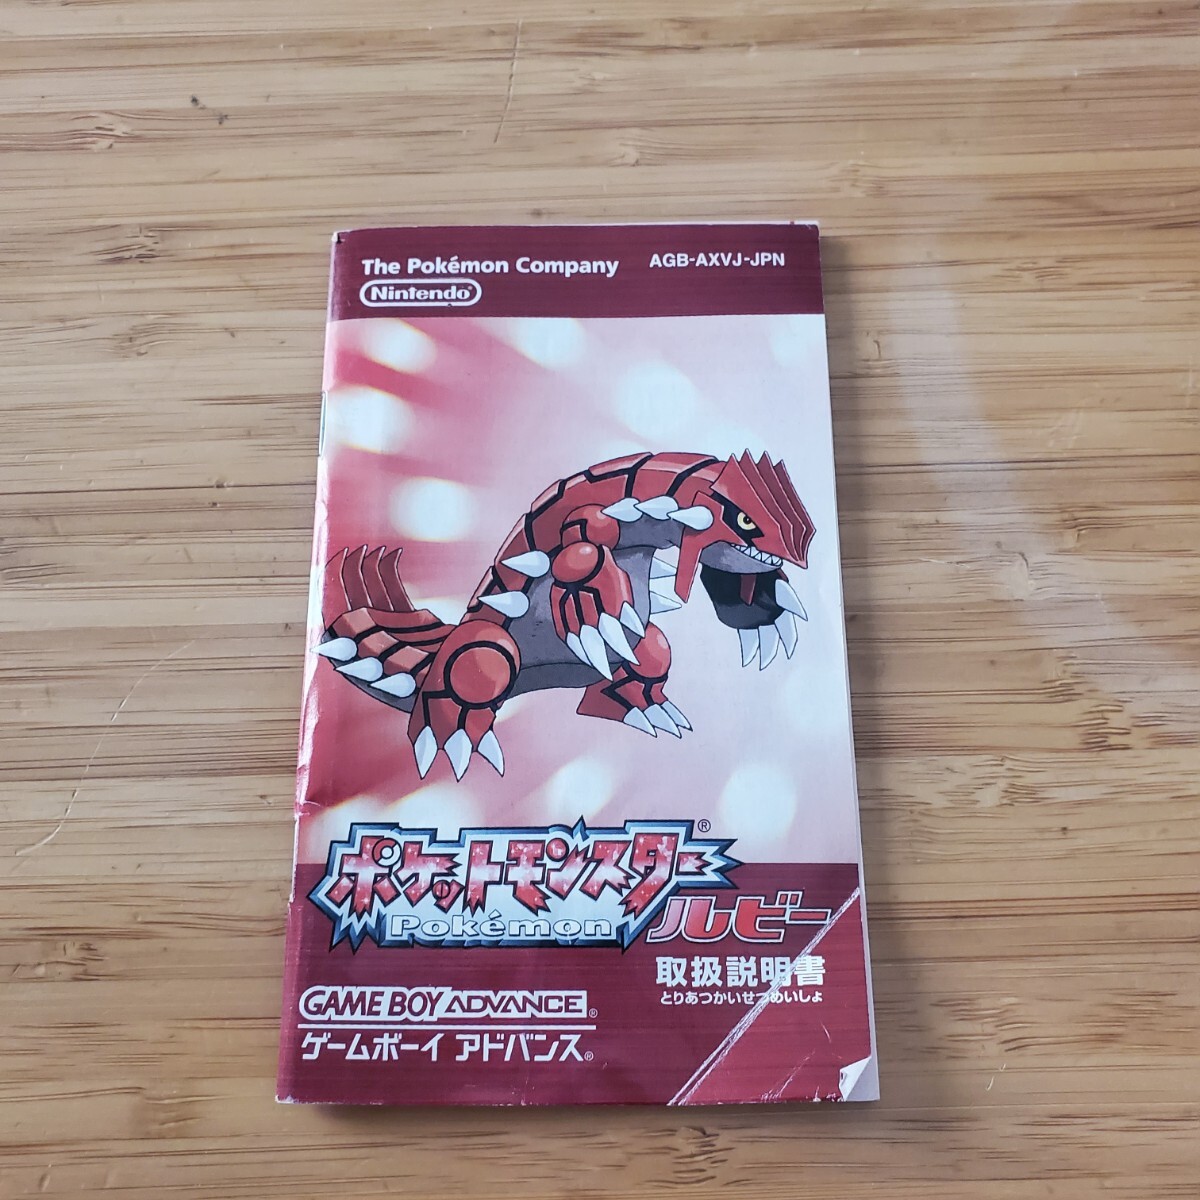 The Pokémon Company AGB-AXVJ-JPN
Nintendo®
ポケットモンスター®
Pokémon ルビー
取扱説明書
とりあつかいせつめいしょ
GAME BOY ADVANCE®
ゲームボーイ アドバンス®